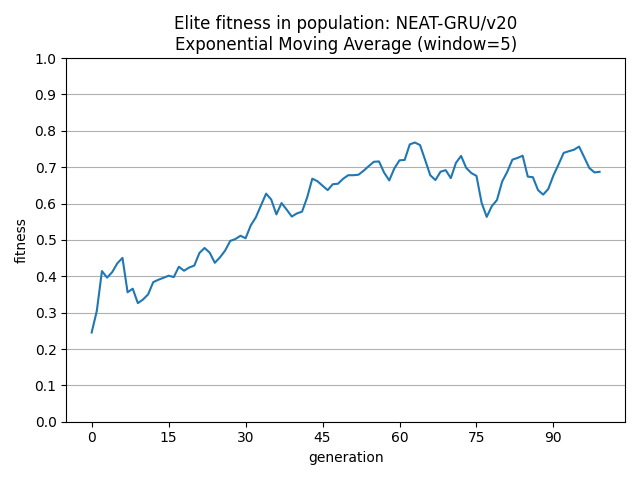 Elite fitness in population: NEAT-GRU/v20
Exponential Moving Average (window=5)
1.0
0.9
0.8
0.7
0.6
0.5
0.4
0.3
0.2
0.1
0.0
fitness
0 15 30 45 60 75 90
generation